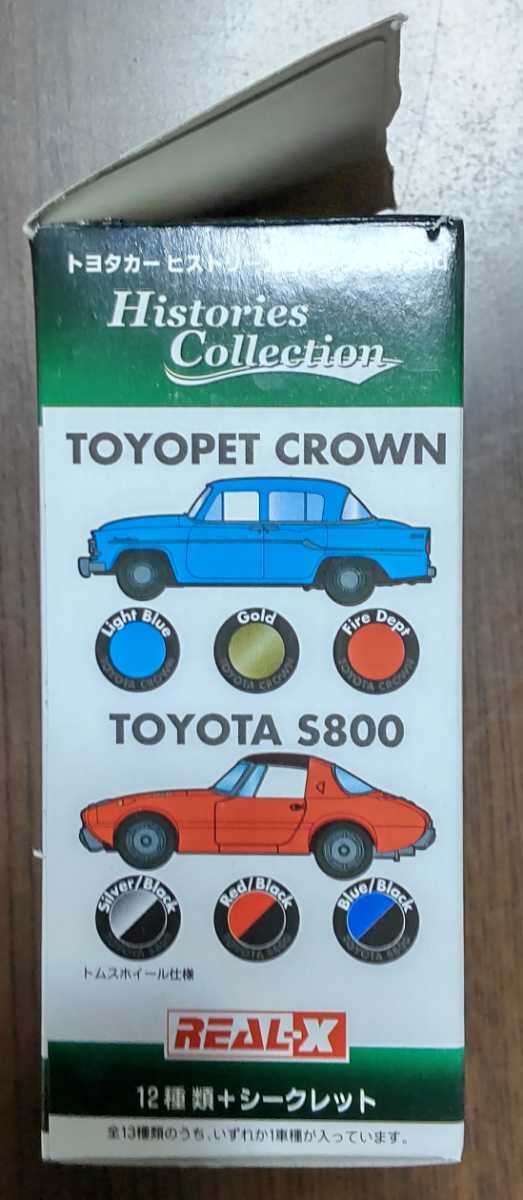 トヨタカー ヒストリー
Histories
Collection
TOYOPET CROWN
Light Blue
TOYOTA CROWN
Gold
TOYOTA CROWN
Fire Dept
TOYOTA CROWN
TOYOTA S800
Silver/Black
TOYOTA S800
Red/Black
TOYOTA S800
Blue/Black
TOYOTA S800
トムスホイール仕様
REAL-X
12種類+シークレット
全13種類のうち、いずれか1車種が入っています。